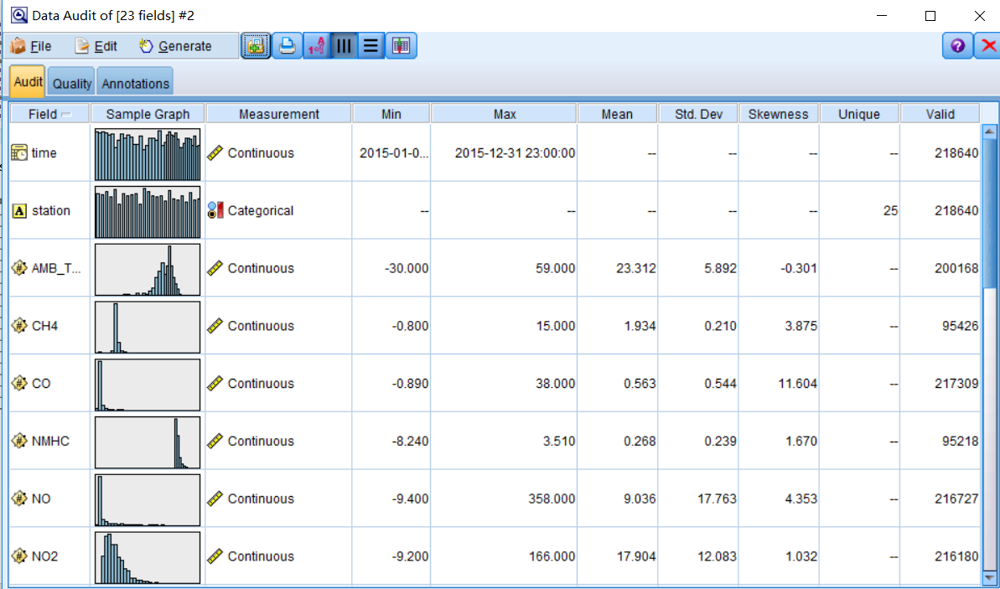 Data Audit of [23 fields] #2
File Edit Generate
Audit Quality Annotations
Field Sample Graph Measurement Min Max Mean Std. Dev Skewness Unique Valid
time Continuous 2015-01-0... 2015-12-31 23:00:00 -- -- -- -- 218640
station Categorical -- -- -- -- -- 25 218640
AMB_T... Continuous -30.000 59.000 23.312 5.892 -0.301 -- 200168
CH4 Continuous -0.800 15.000 1.934 0.210 3.875 -- 95426
CO Continuous -0.890 38.000 0.563 0.544 11.604 -- 217309
NMHC Continuous -8.240 3.510 0.268 0.239 1.670 -- 95218
NO Continuous -9.400 358.000 9.036 17.763 4.353 -- 216727
NO2 Continuous -9.200 166.000 17.904 12.083 1.032 -- 216180